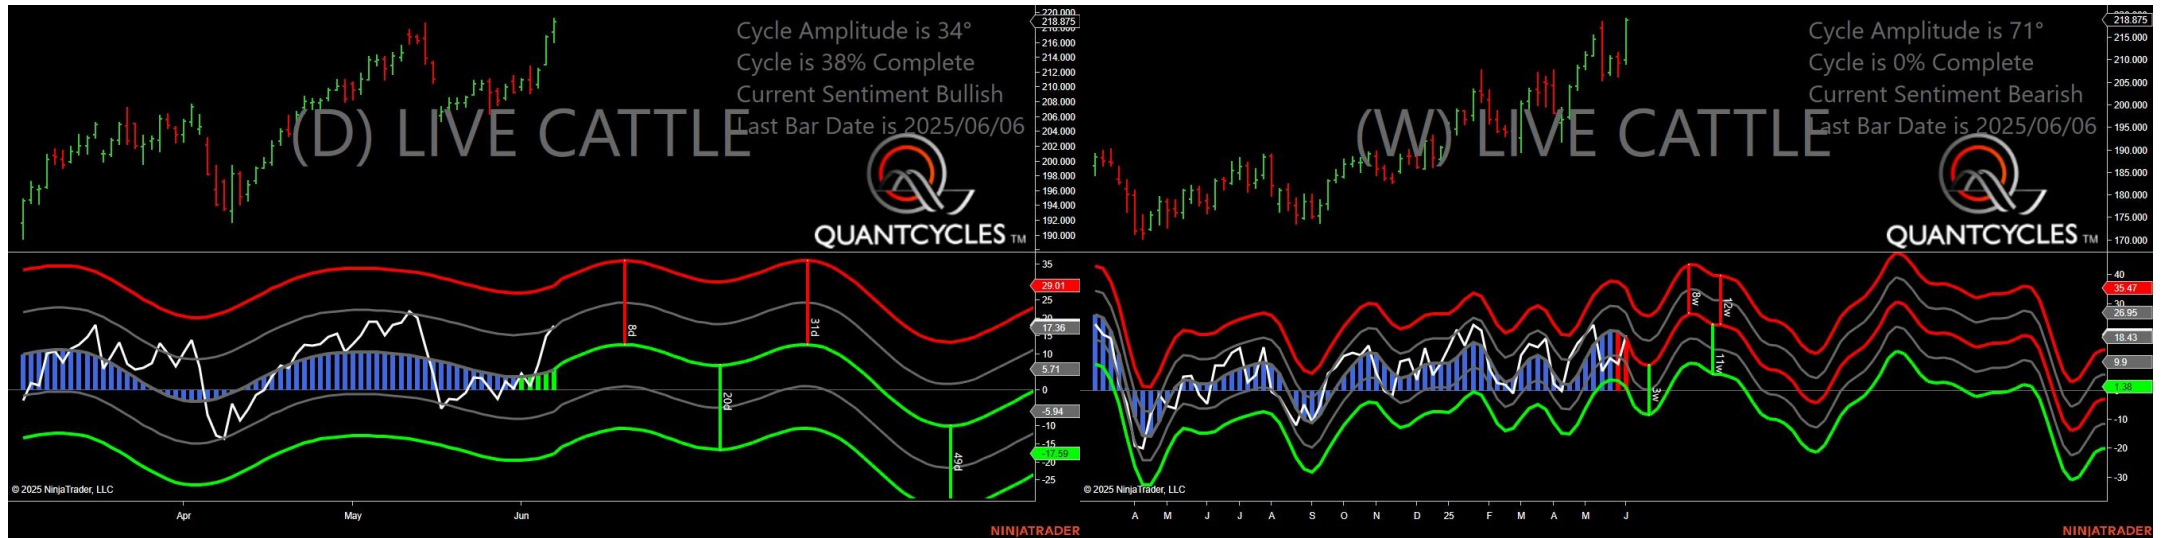 Cycle Amplitude is 34°
Cycle is 38% Complete
Current Sentiment Bullish
Last Bar Date is 2025/06/06
(D) LIVE CATTLE
QUANTCYCLES TM
220.000
218.875
216.000
214.000
212.000
210.000
208.000
206.000
204.000
202.000
200.000
198.000
196.000
194.000
192.000
190.000
35
29.01
25
20
17.36
15
10
5.71
0
-5.94
-10
-15
-17.59
-20
-25
8d
20d
31d
49d
© 2025 NinjaTrader, LLC
Apr
May
Jun
NINJATRADER
Cycle Amplitude is 71°
Cycle is 0% Complete
Current Sentiment Bearish
Last Bar Date is 2025/06/06
(W) LIVE CATTLE
QUANTCYCLES TM
220.000
218.875
215.000
210.000
205.000
200.000
195.000
190.000
185.000
180.000
175.000
170.000
40
35.47
30
26.95
18.43
9.9
1.38
-10
-20
-30
3w
8w
11w
12w
© 2025 NinjaTrader, LLC
A M J J A S O N D 25 F M A M J
NINJATRADER